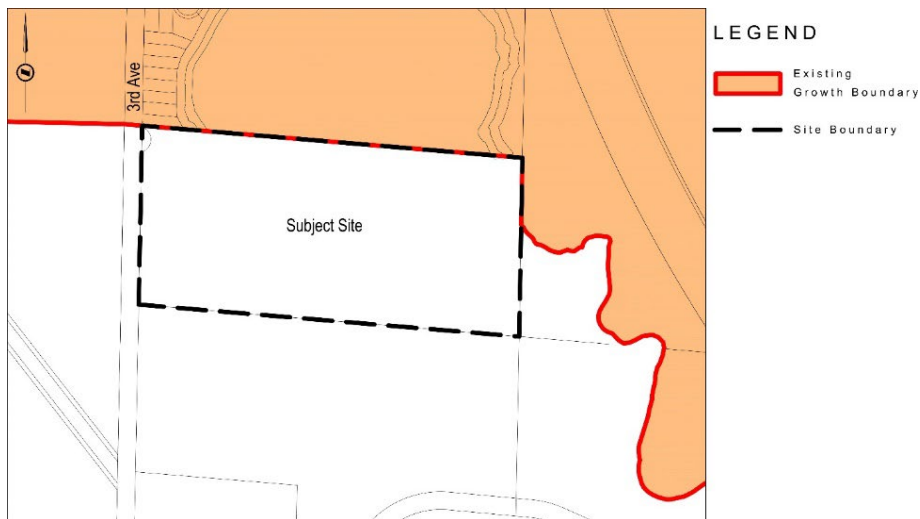 LEGEND
Existing
Growth Boundary
Site Boundary
3rd Ave
Subject Site